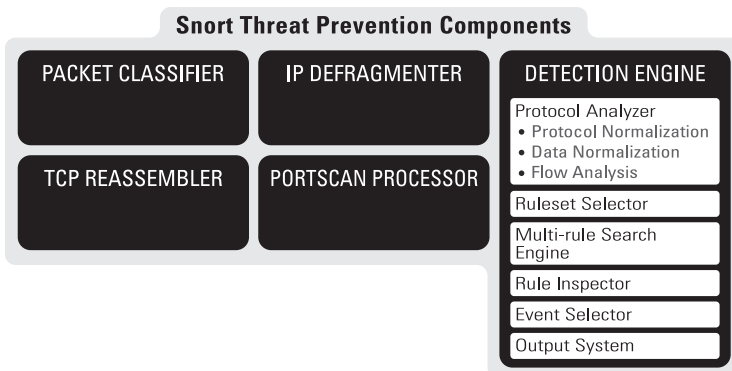 Snort Threat Prevention Components
PACKET CLASSIFIER
IP DEFRAGMENTER
TCP REASSEMBLER
PORTSCAN PROCESSOR
DETECTION ENGINE
Protocol Analyzer
• Protocol Normalization
• Data Normalization
• Flow Analysis
Ruleset Selector
Multi-rule Search
Engine
Rule Inspector
Event Selector
Output System